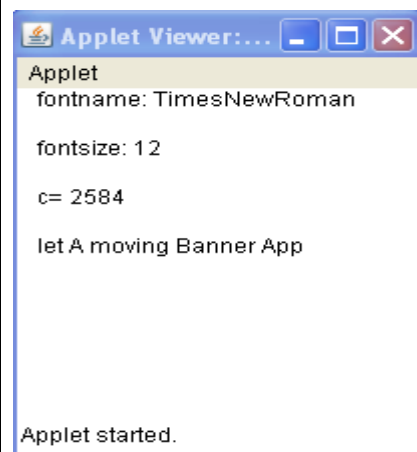 Applet Viewer:...
Applet
fontname: TimesNewRoman
fontsize: 12
c= 2584
let A moving Banner App
Applet started.